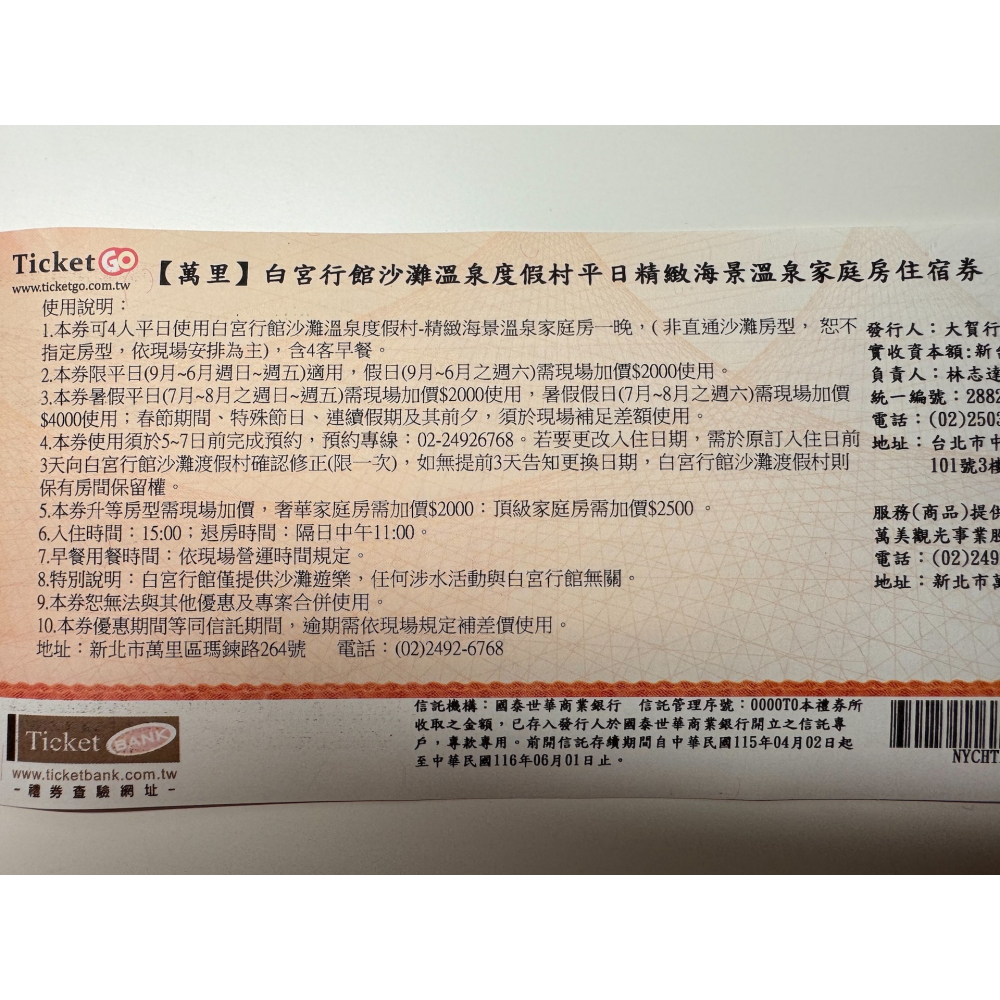 Ticket GO
www.ticketgo.com.tw
【萬里】白宮行館沙灘溫泉度假村平日精緻海景溫泉家庭房住宿券
使用說明：
1.本券可4人平日使用白宮行館沙灘溫泉度假村-精緻海景溫泉家庭房一晚，( 非直通沙灘房型， 恕不
指定房型，依現場安排為主)，含4客早餐。
2.本券限平日(9月~6月週日~週五)適用，假日(9月~6月之週六)需現場加價$2000使用。
3.本券暑假平日(7月~8月之週日~週五)需現場加價$2000使用，暑假假日(7月~8月之週六)需現場加價
$4000使用；春節期間、特殊節日、連續假期及其前夕，須於現場補足差額使用。
4.本券使用須於5~7日前完成預約，預約專線：02-24926768。若要更改入住日期，需於原訂入住日前
3天向白宮行館沙灘渡假村確認修正(限一次)，如無提前3天告知更換日期，白宮行館沙灘渡假村則
保有房間保留權。
5.本券升等房型需現場加價，奢華家庭房需加價$2000：頂級家庭房需加價$2500 。
6.入住時間：15:00；退房時間：隔日中午11:00。
7.早餐用餐時間：依現場營運時間規定。
8.特別說明：白宮行館僅提供沙灘遊樂，任何涉水活動與白宮行館無關。
9.本券恕無法與其他優惠及專案合併使用。
10.本券優惠期間等同信託期間，逾期需依現場規定補差價使用。
地址：新北市萬里區瑪鋉路264號 電話：(02)2492-6768
發行人：大賀行
實收資本額:新台
負責人：林志達
統一編號：2882
電話：(02)2503
地址：台北市中
101號3樓
服務(商品)提供
萬美觀光事業股
電話：(02)249
地址：新北市萬
Ticket BANK
www.ticketbank.com.tw
-禮券查驗網址-
信託機構：國泰世華商業銀行 信託管理序號：0000T0本禮券所
收取之金額，已存入發行人於國泰世華商業銀行開立之信託專
戶，專款專用。前開信託存續期間自中華民國115年04月02日起
至中華民國116年06月01日止。
NYCHT